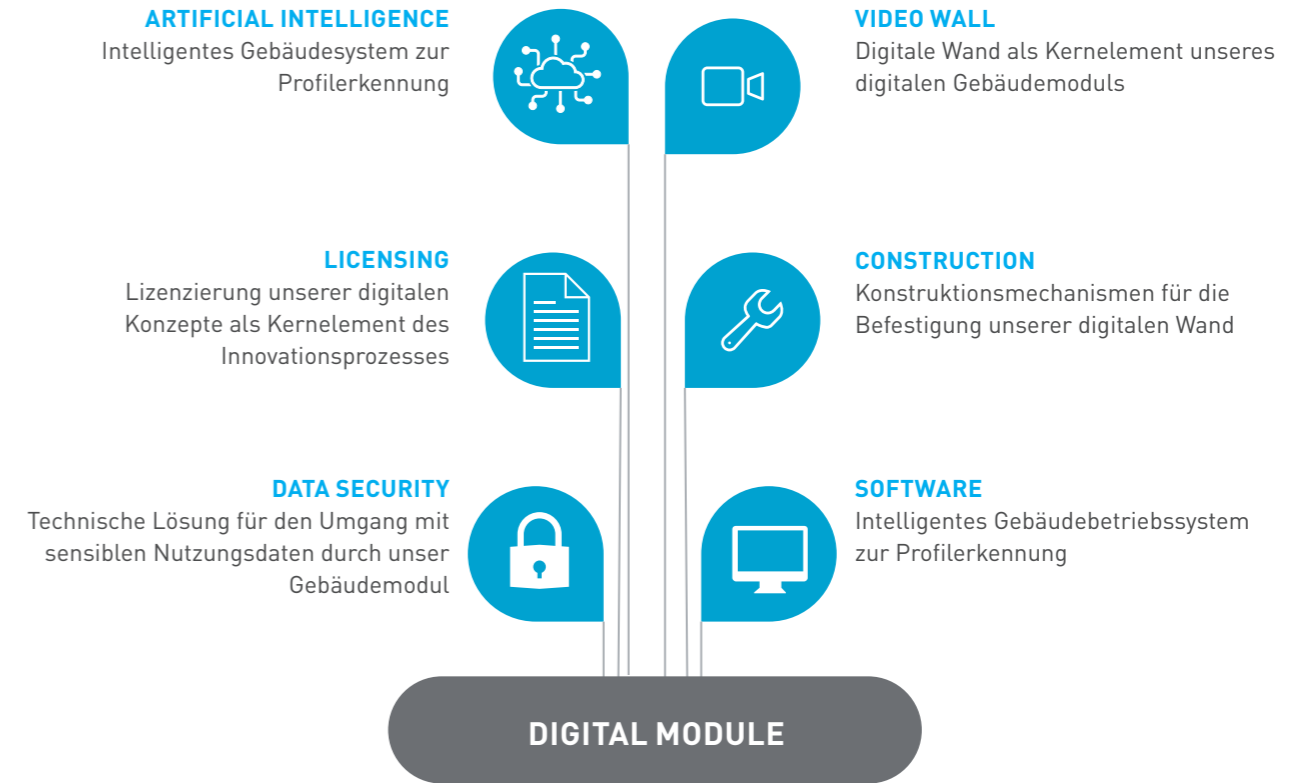 ARTIFICIAL INTELLIGENCE
Intelligentes Gebäudesystem zur
Profilerkennung
VIDEO WALL
Digitale Wand als Kernelement unseres
digitalen Gebäudemoduls
LICENSING
Lizenzierung unserer digitalen
Konzepte als Kernelement des
Innovationsprozesses
CONSTRUCTION
Konstruktionsmechanismen für die
Befestigung unserer digitalen Wand
DATA SECURITY
Technische Lösung für den Umgang mit
sensiblen Nutzungsdaten durch unser
Gebäudemodul
SOFTWARE
Intelligentes Gebäudebetriebssystem
zur Profilerkennung
DIGITAL MODULE